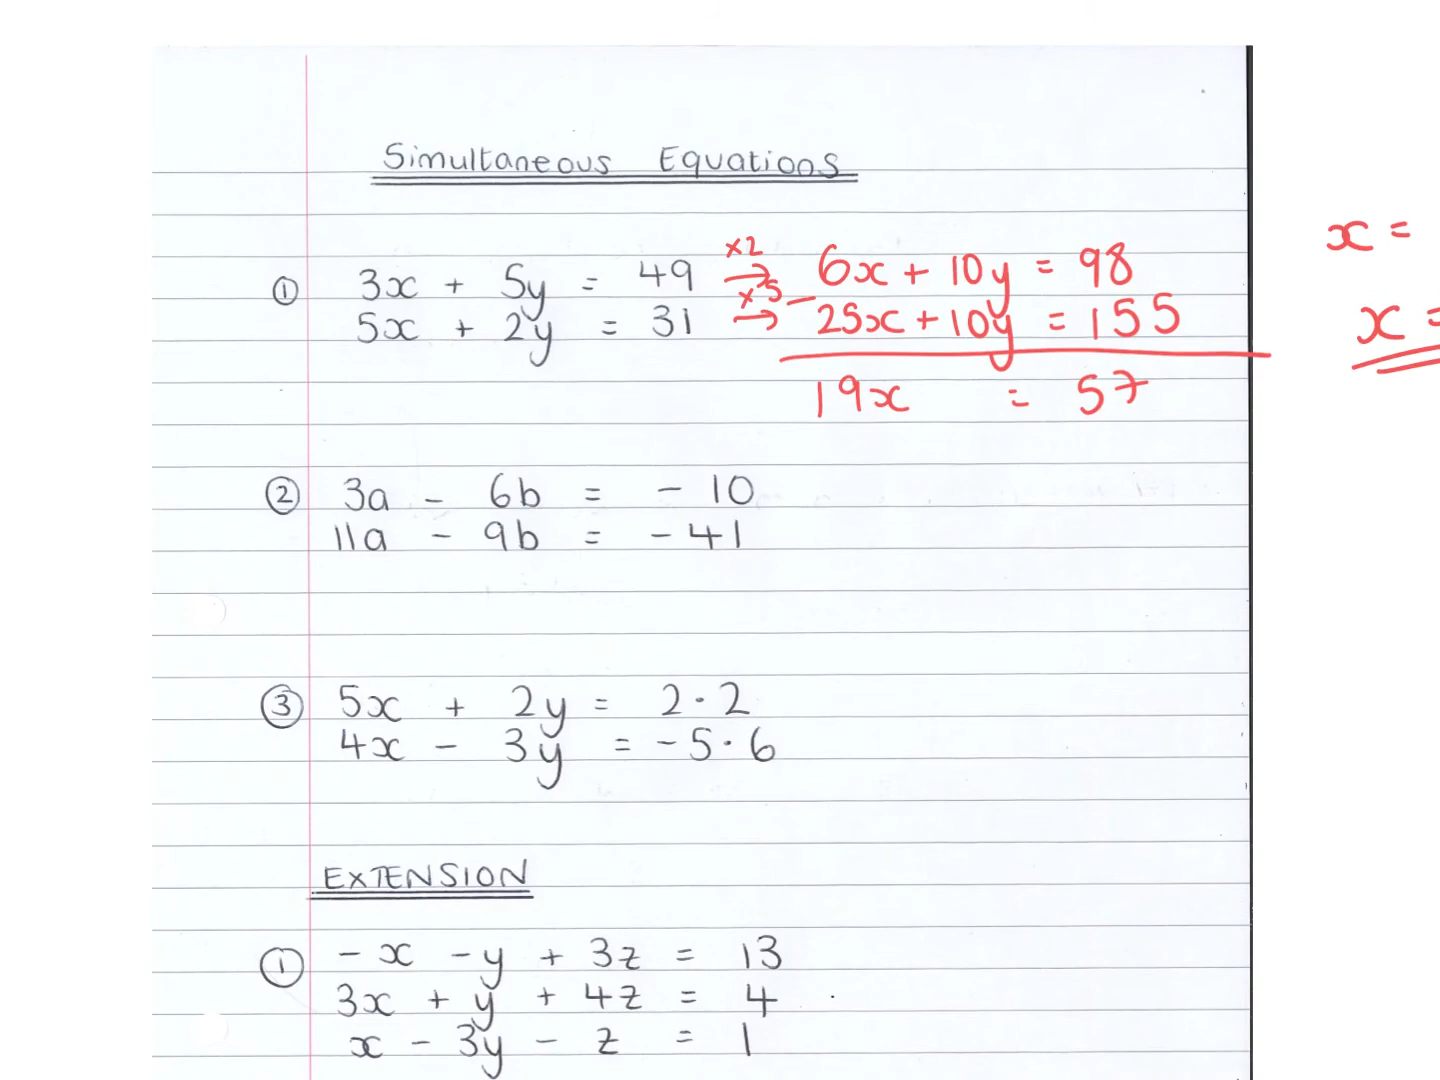 Simultaneous Equations
① 3x + 5y = 49 ×2→ 6x + 10y = 98
5x + 2y = 31 ×5→ – 25x + 10y = 155
19x = 57
x =
x =
② 3a – 6b = – 10
11a – 9b = – 41
③ 5x + 2y = 2·2
4x – 3y = –5·6
EXTENSION
① –x –y + 3z = 13
3x + y + 4z = 4
x – 3y – z = 1